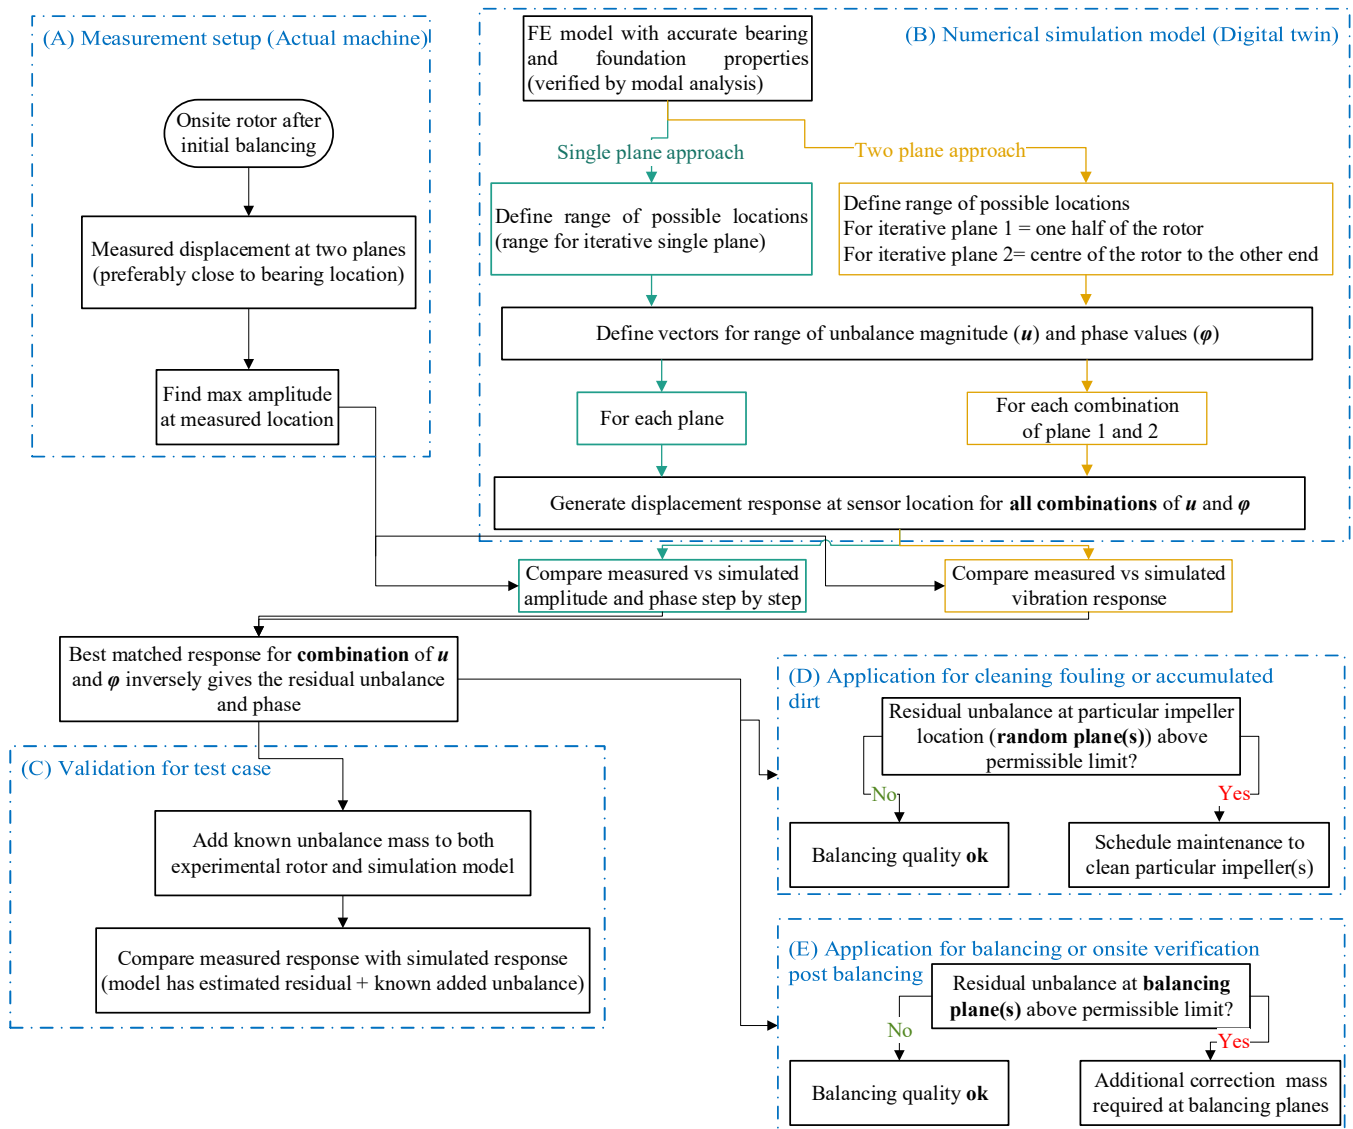 (A) Measurement setup (Actual machine)
Onsite rotor after
initial balancing
Measured displacement at two planes
(preferably close to bearing location)
Find max amplitude
at measured location
(B) Numerical simulation model (Digital twin)
FE model with accurate bearing
and foundation properties
(verified by modal analysis)
Single plane approach
Two plane approach
Define range of possible locations
(range for iterative single plane)
Define range of possible locations
For iterative plane 1 = one half of the rotor
For iterative plane 2= centre of the rotor to the other end
Define vectors for range of unbalance magnitude (u) and phase values (φ)
For each plane
For each combination
of plane 1 and 2
Generate displacement response at sensor location for all combinations of u and φ
Compare measured vs simulated
amplitude and phase step by step
Compare measured vs simulated
vibration response
Best matched response for combination of u
and φ inversely gives the residual unbalance
and phase
(C) Validation for test case
Add known unbalance mass to both
experimental rotor and simulation model
Compare measured response with simulated response
(model has estimated residual + known added unbalance)
(D) Application for cleaning fouling or accumulated
dirt
Residual unbalance at particular impeller
location (random plane(s)) above
permissible limit?
No
Yes
Balancing quality ok
Schedule maintenance to
clean particular impeller(s)
(E) Application for balancing or onsite verification
post balancing
Residual unbalance at balancing
plane(s) above permissible limit?
No
Yes
Balancing quality ok
Additional correction mass
required at balancing planes